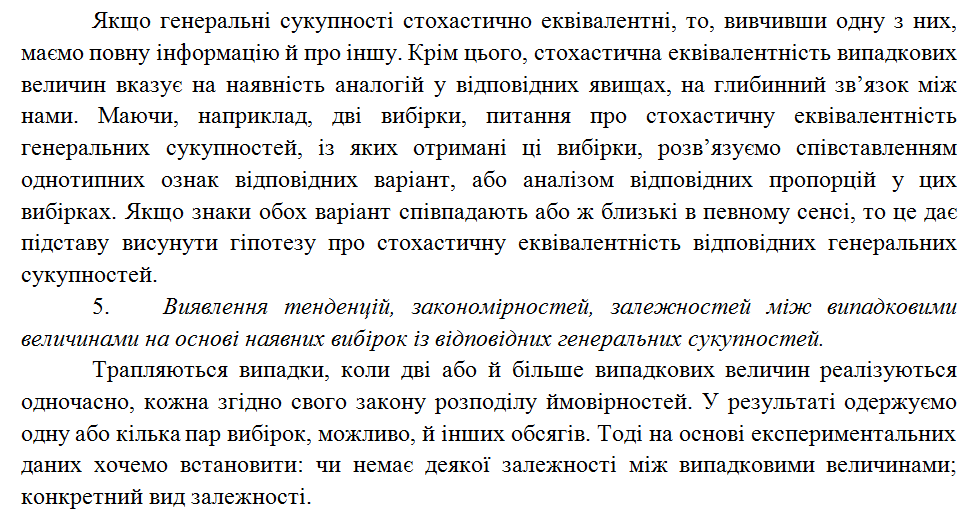 Якщо генеральні сукупності стохастично еквівалентні, то, вивчивши одну з них,
маємо повну інформацію й про іншу. Крім цього, стохастична еквівалентність випадкових
величин вказує на наявність аналогій у відповідних явищах, на глибинний зв’язок між
нами. Маючи, наприклад, дві вибірки, питання про стохастичну еквівалентність
генеральних сукупностей, із яких отримані ці вибірки, розв’язуємо співставленням
однотипних ознак відповідних варіант, або аналізом відповідних пропорцій у цих
вибірках. Якщо знаки обох варіант співпадають або ж близькі в певному сенсі, то це дає
підставу висунути гіпотезу про стохастичну еквівалентність відповідних генеральних
сукупностей.
5. Виявлення тенденцій, закономірностей, залежностей між випадковими
величинами на основі наявних вибірок із відповідних генеральних сукупностей.
Трапляються випадки, коли дві або й більше випадкових величин реалізуються
одночасно, кожна згідно свого закону розподілу ймовірностей. У результаті одержуємо
одну або кілька пар вибірок, можливо, й інших обсягів. Тоді на основі експериментальних
даних хочемо встановити: чи немає деякої залежності між випадковими величинами;
конкретний вид залежності.